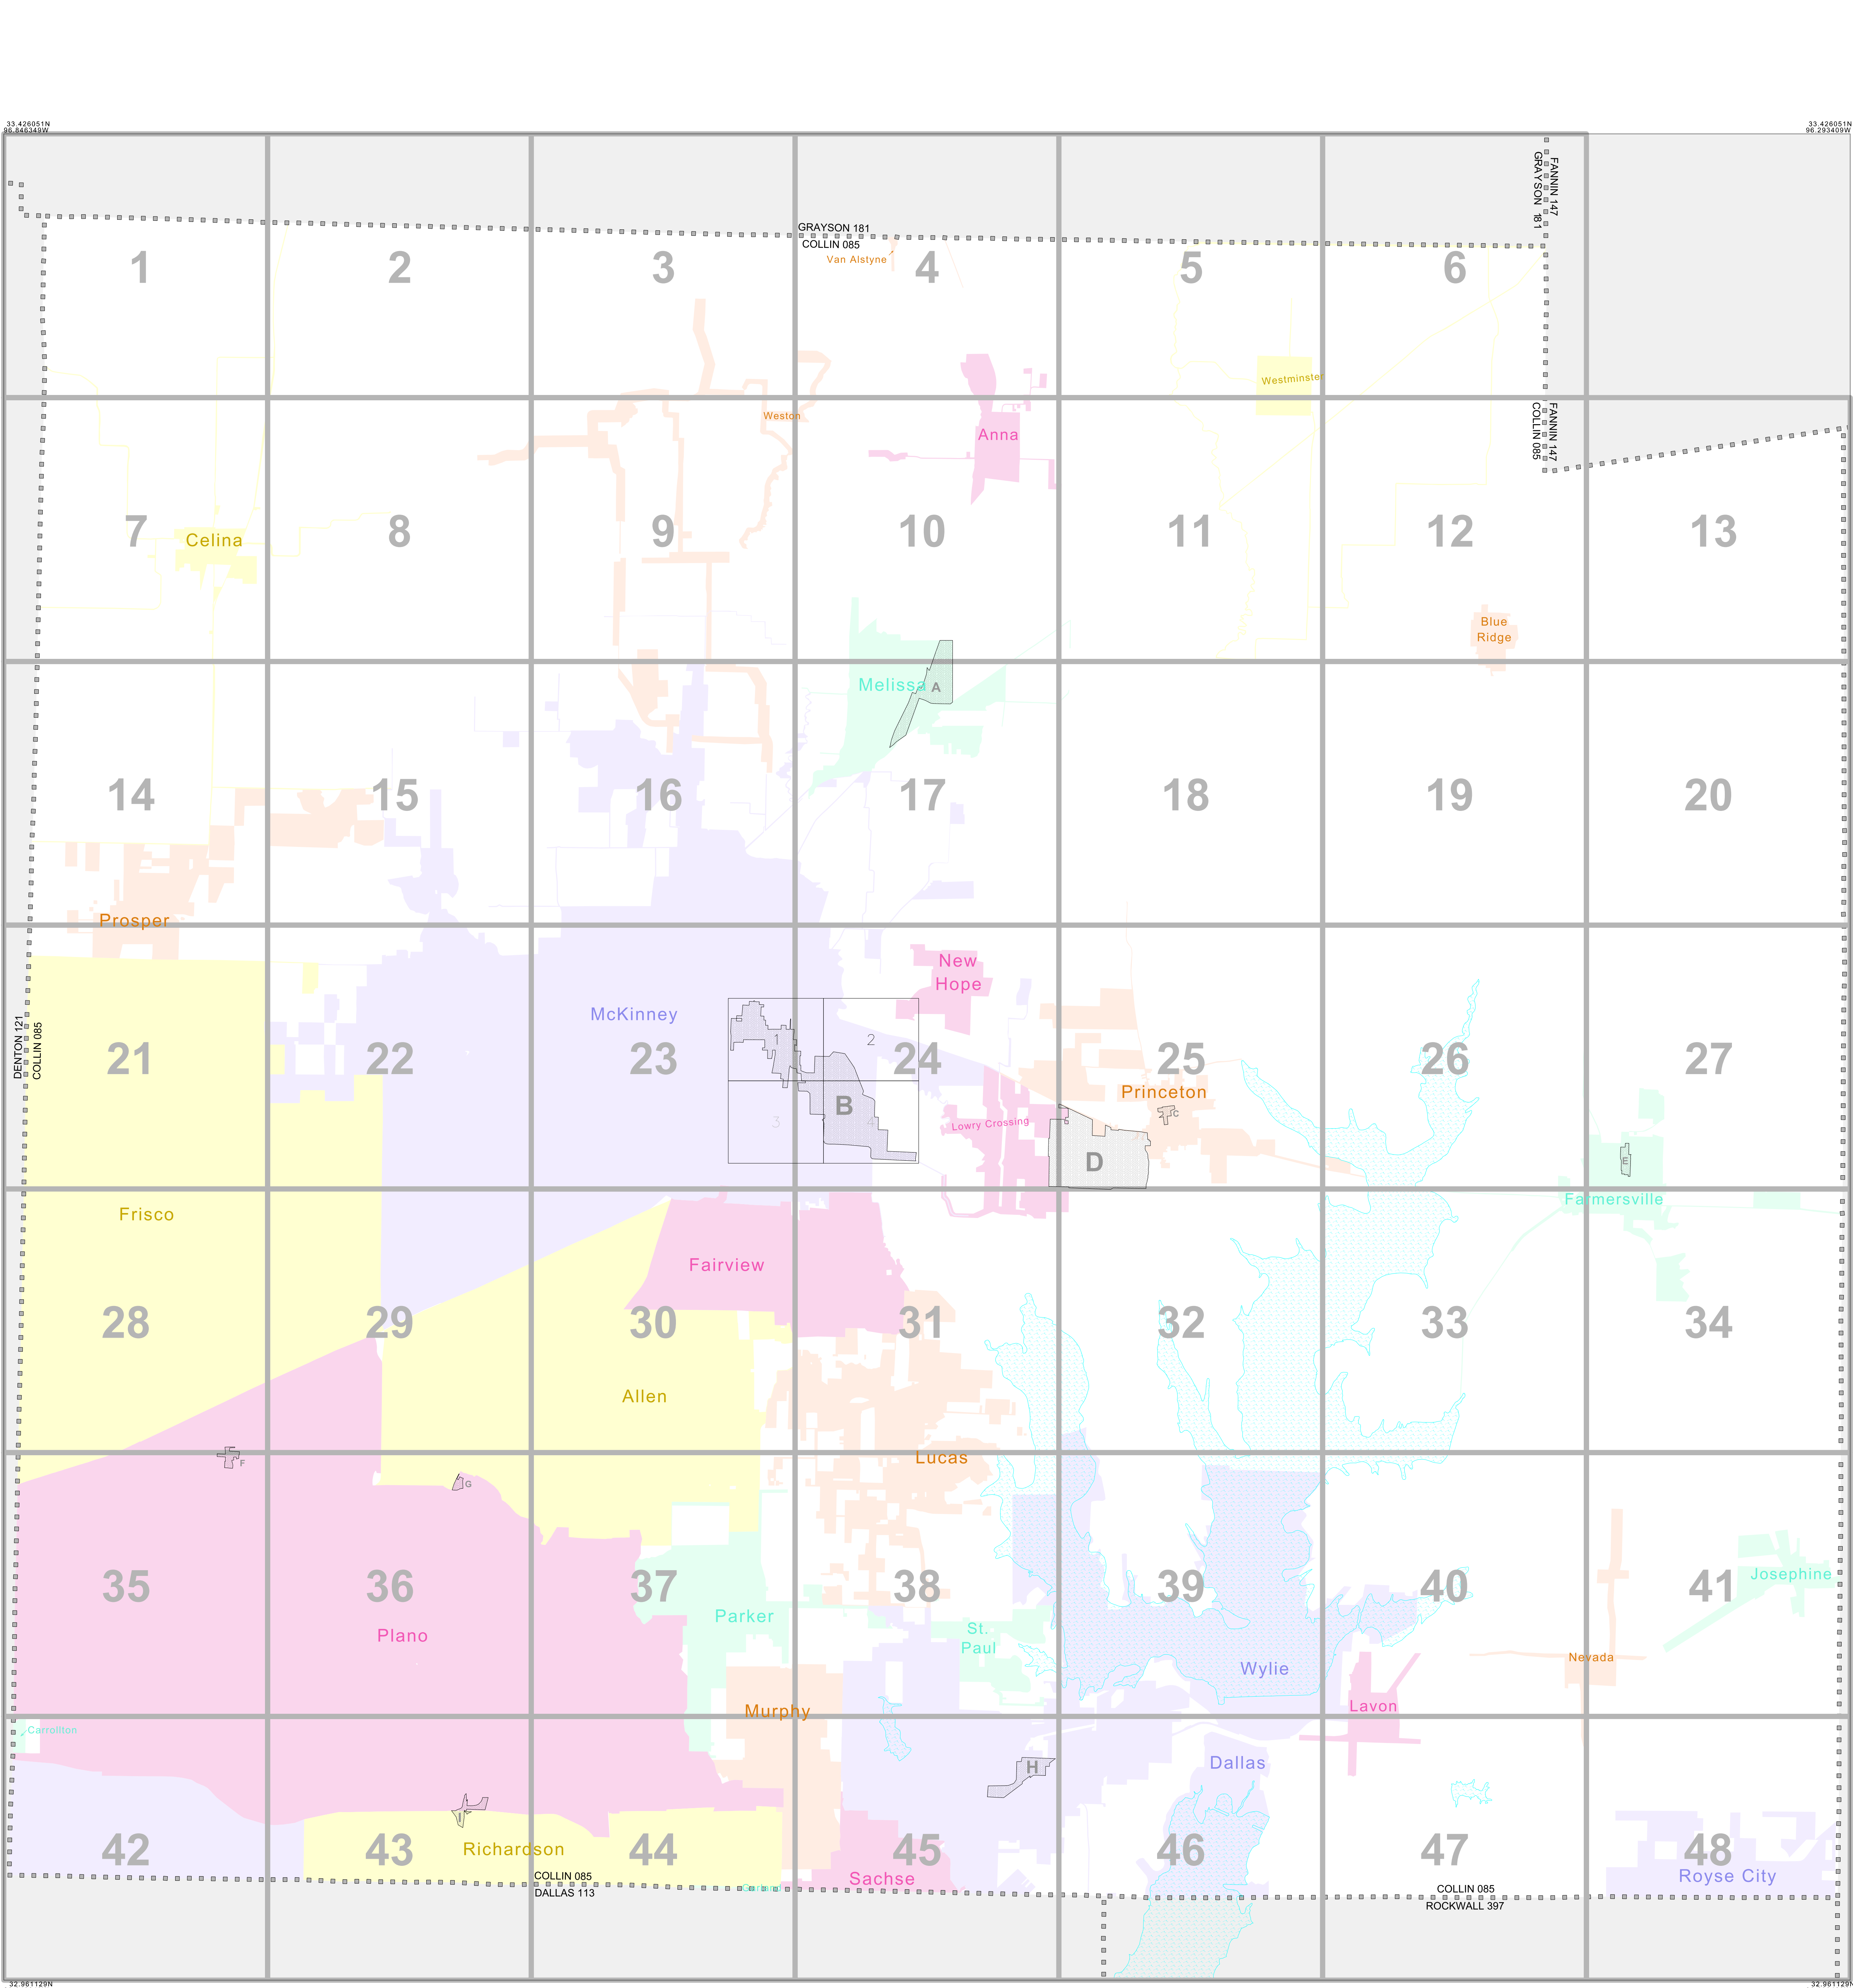 33.426051N
96.846349W
33.426051N
96.293409W
FANNIN 147
GRAYSON 181
GRAYSON 181
COLLIN 085
Van Alstyne
1
2
3
4
5
6
Westminster
FANNIN 147
COLLIN 085
Weston
Anna
7
Celina
8
9
10
11
12
13
Blue
Ridge
Melissa
A
14
15
16
17
18
19
20
Prosper
New
Hope
McKinney
DENTON 121
COLLIN 085
21
22
23
1
2
24
25
26
27
Princeton
B
3
4
C
Lowry Crossing
D
E
Farmersville
Frisco
Fairview
28
29
30
31
32
33
34
Allen
Lucas
F
G
35
36
37
38
39
40
41
Josephine
Parker
Plano
St.
Paul
Nevada
Wylie
Murphy
Lavon
Carrollton
H
Dallas
I
42
43
Richardson
44
45
46
47
48
Sachse
Royse City
COLLIN 085
DALLAS 113
Garland
COLLIN 085
ROCKWALL 397
32.961129N
32.961129N